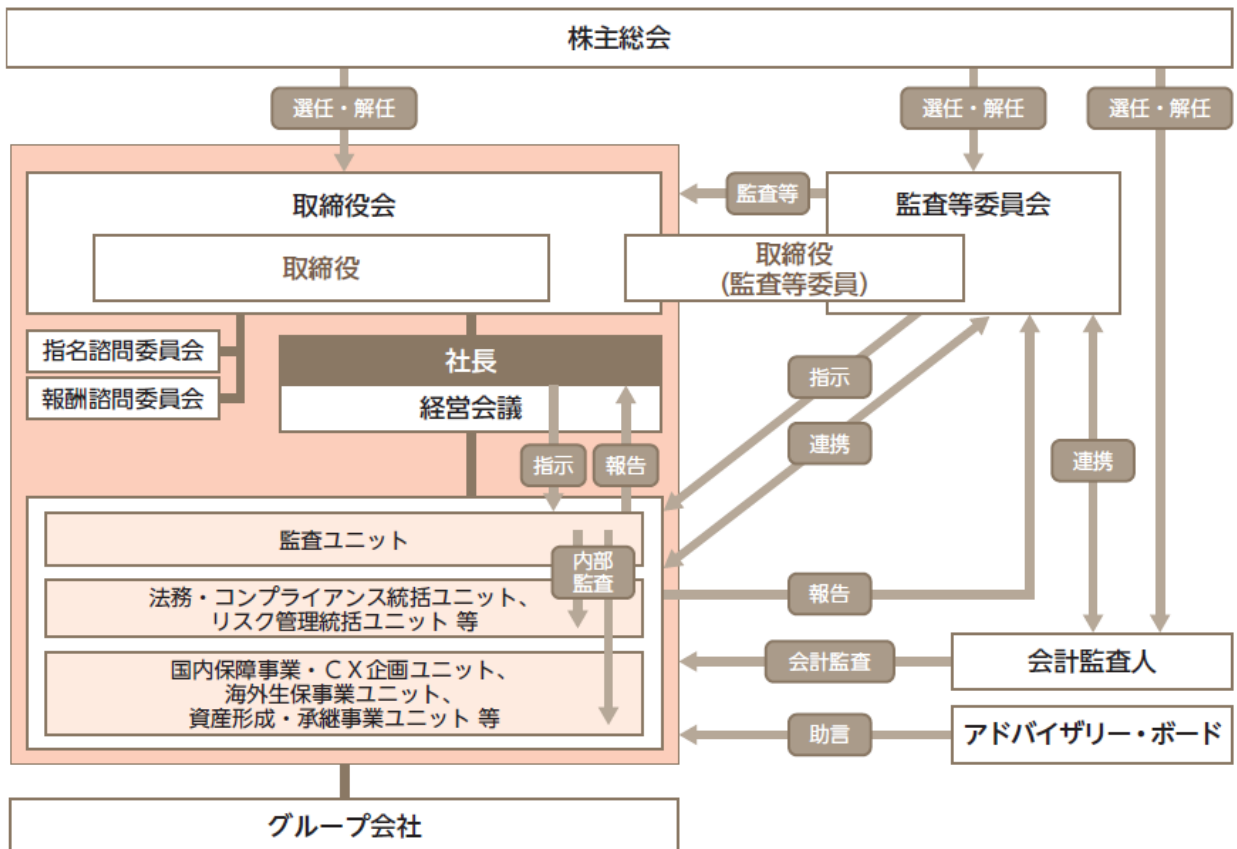 株主総会
選任・解任
選任・解任
選任・解任
取締役会
監査等
監査等委員会
取締役
取締役
(監査等委員)
指名諮問委員会
報酬諮問委員会
社長
経営会議
指示
報告
指示
連携
連携
監査ユニット
内部
監査
法務・コンプライアンス統括ユニット、
リスク管理統括ユニット 等
報告
国内保障事業・CX企画ユニット、
海外生保事業ユニット、
資産形成・承継事業ユニット 等
会計監査
会計監査人
助言
アドバイザリー・ボード
グループ会社